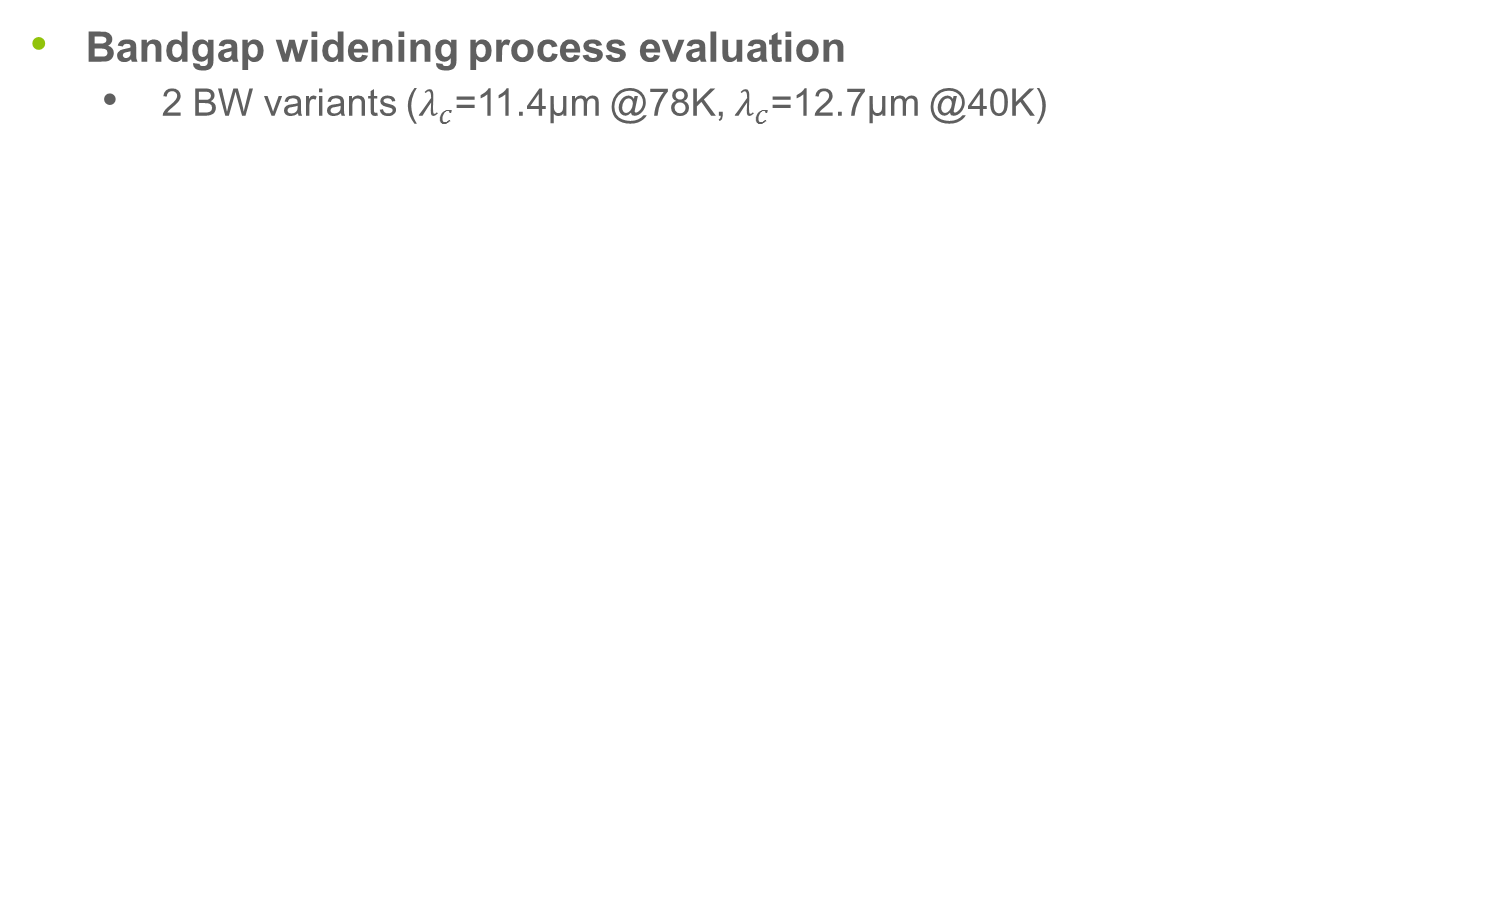 • Bandgap widening process evaluation
• 2 BW variants (λc=11.4µm @78K, λc=12.7µm @40K)